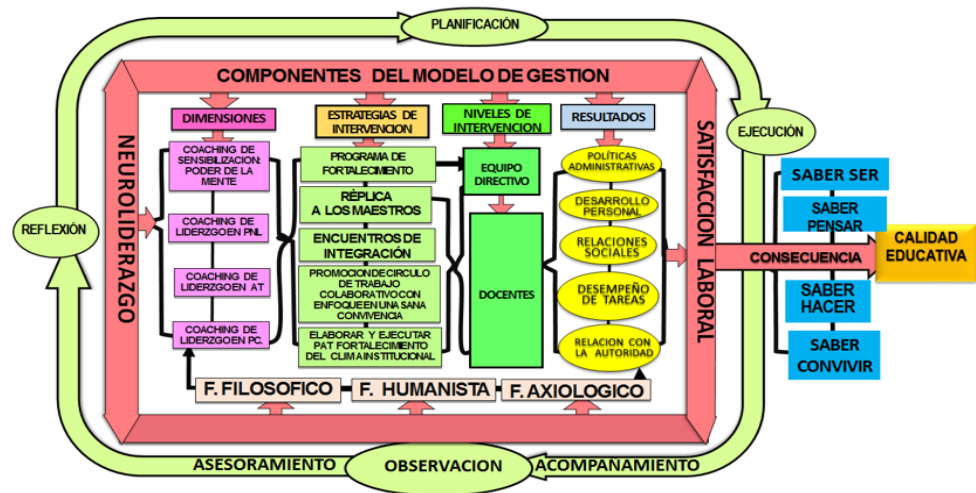 PLANIFICACIÓN
COMPONENTES DEL MODELO DE GESTION
DIMENSIONES
ESTRATEGIAS DE
INTERVENCION
NIVELES DE
INTERVENCION
RESULTADOS
EJECUCIÓN
REFLEXIÓN
NEUROLIDERAZGO
COACHING DE
SENSIBILIZACION:
PODER DE LA
MENTE
COACHING DE
LIDERZGOEN PNL
COACHING DE
LIDERZGOEN AT
COACHING DE
LIDERZGOEN PC.
PROGRAMA DE
FORTALECIMIENTO
RÈPLICA
A LOS MAESTROS
ENCUENTROS DE
INTEGRACIÓN
PROMOCION DE CIRCULO
DE TRABAJO
COLABORATIVO CON
ENFOQUE EN UNA SANA
CONVIVENCIA
ELABORAR Y EJECUTAR
PAT FORTALECIMIENTO
DEL CLIMA INSTITUCIONAL
EQUIPO
DIRECTIVO
DOCENTES
POLÍTICAS
ADMINISTRATIVAS
DESARROLLO
PERSONAL
RELACIONES
SOCIALES
DESEMPEÑO
DE TAREAS
RELACION CON
LA AUTORIDAD
SATISFACCION LABORAL
SABER SER
SABER
PENSAR
CONSECUENCIA
CALIDAD
EDUCATIVA
SABER
HACER
SABER
CONVIVIR
F. FILOSOFICO
F. HUMANISTA
F. AXIOLOGICO
ASESORAMIENTO
OBSERVACION
ACOMPAÑAMIENTO